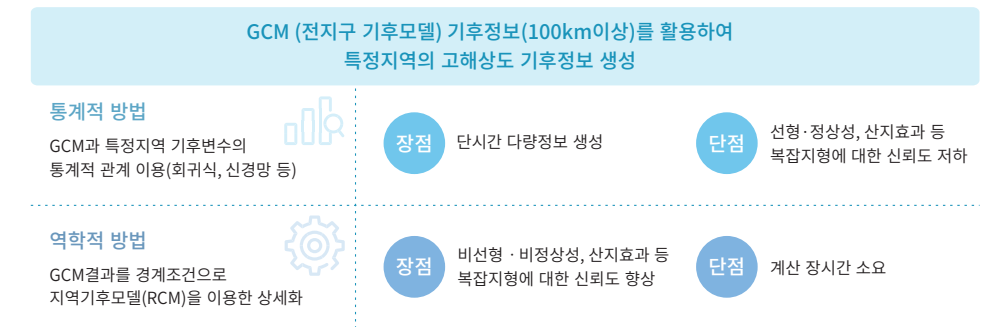 GCM (전지구 기후모델) 기후정보(100km이상)를 활용하여
특정지역의 고해상도 기후정보 생성
통계적 방법
GCM과 특정지역 기후변수의
통계적 관계 이용(회귀식, 신경망 등)
장점
단시간 다량정보 생성
단점
선형·정상성, 산지효과 등
복잡지형에 대한 신뢰도 저하
역학적 방법
GCM결과를 경계조건으로
지역기후모델(RCM)을 이용한 상세화
장점
비선형 · 비정상성, 산지효과 등
복잡지형에 대한 신뢰도 향상
단점
계산 장시간 소요